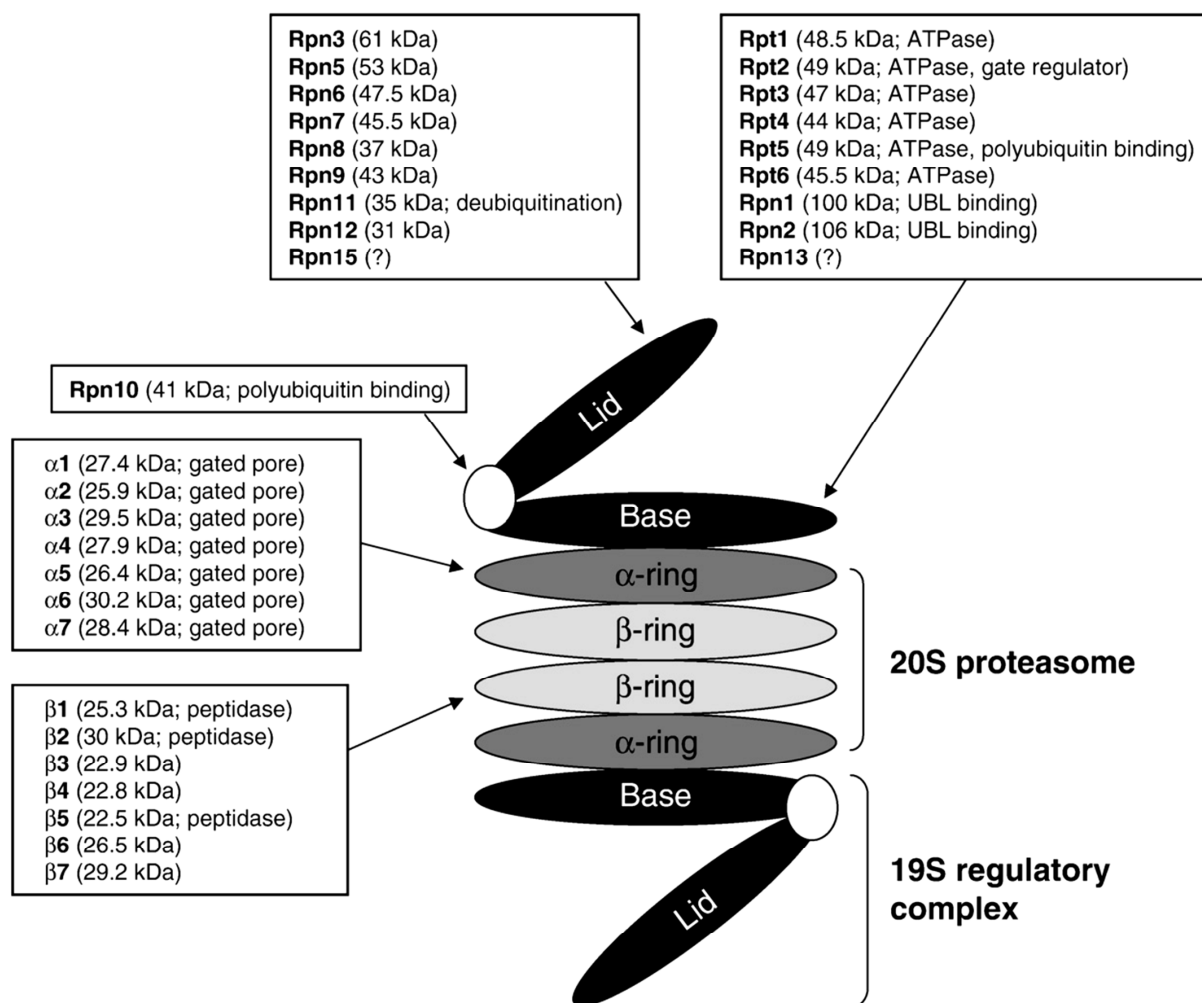 Rpn3 (61 kDa)
Rpn5 (53 kDa)
Rpn6 (47.5 kDa)
Rpn7 (45.5 kDa)
Rpn8 (37 kDa)
Rpn9 (43 kDa)
Rpn11 (35 kDa; deubiquitination)
Rpn12 (31 kDa)
Rpn15 (?)
Rpt1 (48.5 kDa; ATPase)
Rpt2 (49 kDa; ATPase, gate regulator)
Rpt3 (47 kDa; ATPase)
Rpt4 (44 kDa; ATPase)
Rpt5 (49 kDa; ATPase, polyubiquitin binding)
Rpt6 (45.5 kDa; ATPase)
Rpn1 (100 kDa; UBL binding)
Rpn2 (106 kDa; UBL binding)
Rpn13 (?)
Rpn10 (41 kDa; polyubiquitin binding)
α1 (27.4 kDa; gated pore)
α2 (25.9 kDa; gated pore)
α3 (29.5 kDa; gated pore)
α4 (27.9 kDa; gated pore)
α5 (26.4 kDa; gated pore)
α6 (30.2 kDa; gated pore)
α7 (28.4 kDa; gated pore)
β1 (25.3 kDa; peptidase)
β2 (30 kDa; peptidase)
β3 (22.9 kDa)
β4 (22.8 kDa)
β5 (22.5 kDa; peptidase)
β6 (26.5 kDa)
β7 (29.2 kDa)
Lid
Base
α-ring
β-ring
β-ring
α-ring
Base
Lid
20S proteasome
19S regulatory
complex